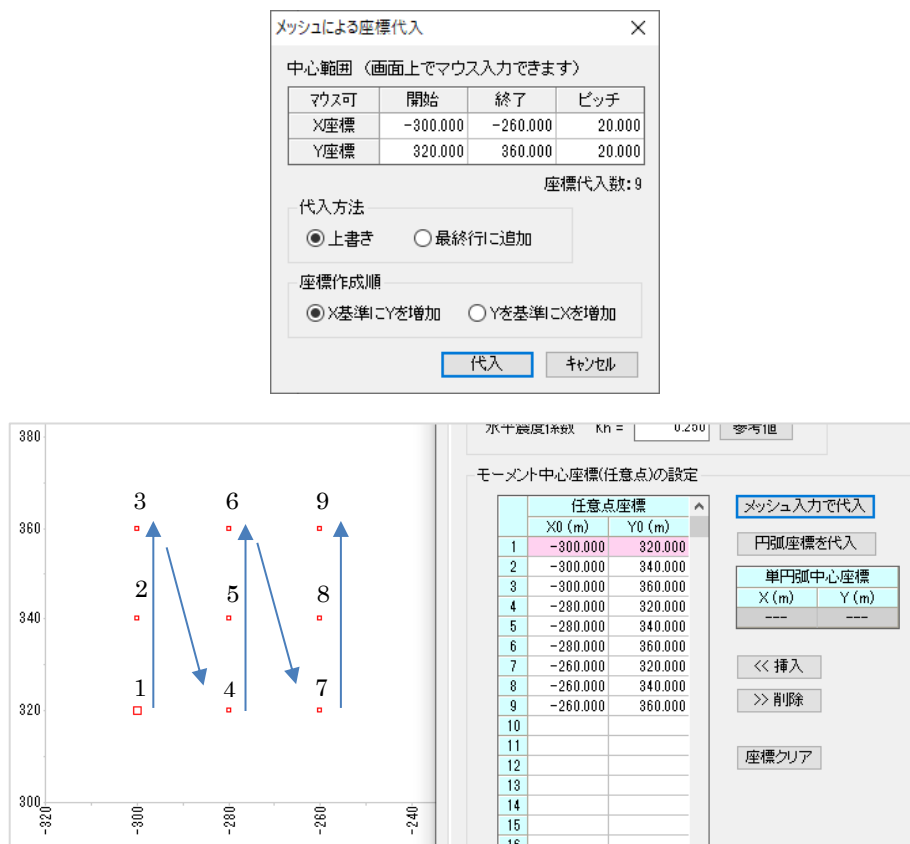 メッシュによる座標代入
中心範囲（画面上でマウス入力できます）
マウス可 開始 終了 ピッチ
X座標 -300.000 -260.000 20.000
Y座標 320.000 360.000 20.000
座標代入数:9
代入方法
上書き 最終行に追加
座標作成順
X基準にYを増加 Yを基準にXを増加
代入 キャンセル
380
360
340
320
300
-320 -300 -280 -260 -240
3 6 9
2 5 8
1 4 7
水平震度係数 Kh = 0.250 参考値
モーメント中心座標(任意点)の設定
任意点座標
X0 (m) Y0 (m)
1 -300.000 320.000
2 -300.000 340.000
3 -300.000 360.000
4 -280.000 320.000
5 -280.000 340.000
6 -280.000 360.000
7 -260.000 320.000
8 -260.000 340.000
9 -260.000 360.000
10
11
12
13
14
15
16
メッシュ入力で代入
円弧座標を代入
単円弧中心座標
X (m) Y (m)
--- ---
<< 挿入
>> 削除
座標クリア